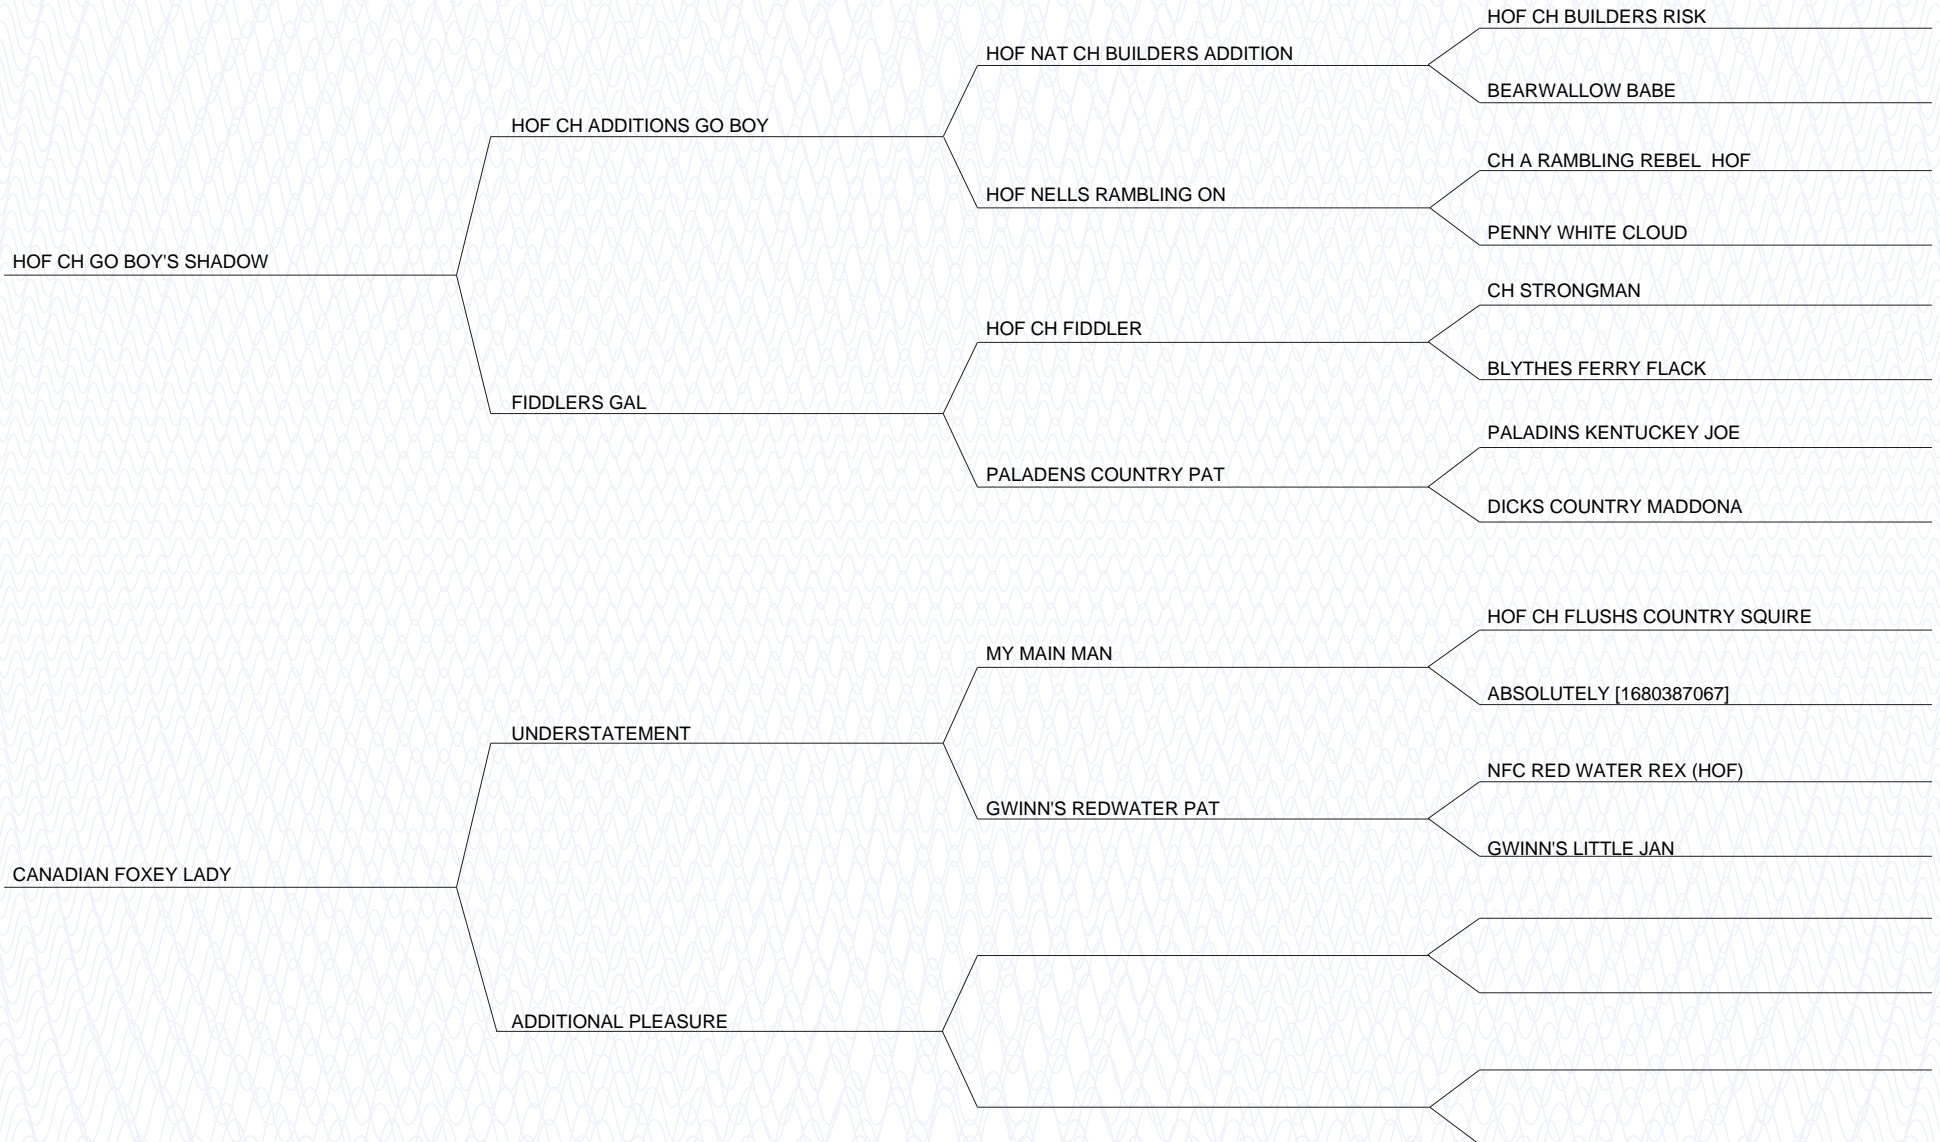 HOF CH BUILDERS RISK
HOF NAT CH BUILDERS ADDITION
BEARWALLOW BABE
HOF CH ADDITIONS GO BOY
CH A RAMBLING REBEL  HOF
HOF NELLS RAMBLING ON
PENNY WHITE CLOUD
HOF CH GO BOY'S SHADOW
CH STRONGMAN
HOF CH FIDDLER
BLYTHES FERRY FLACK
FIDDLERS GAL
PALADINS KENTUCKEY JOE
PALADENS COUNTRY PAT
DICKS COUNTRY MADDONA
HOF CH FLUSHS COUNTRY SQUIRE
MY MAIN MAN
ABSOLUTELY [1680387067]
UNDERSTATEMENT
NFC RED WATER REX (HOF)
GWINN'S REDWATER PAT
GWINN'S LITTLE JAN
CANADIAN FOXEY LADY
ADDITIONAL PLEASURE